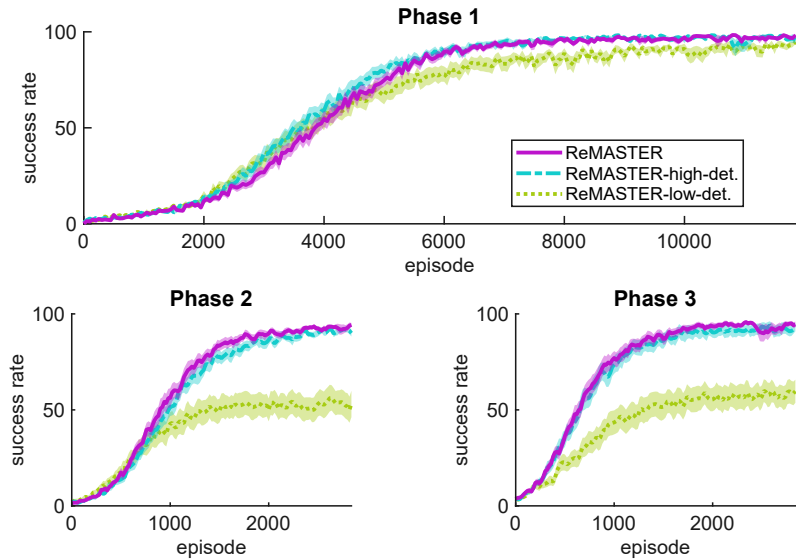 Phase 1
100
50
0
success rate
0
2000
4000
6000
8000
10000
episode
ReMASTER
ReMASTER-high-det.
ReMASTER-low-det.
Phase 2
100
50
0
success rate
0
1000
2000
episode
Phase 3
100
50
0
success rate
0
1000
2000
episode